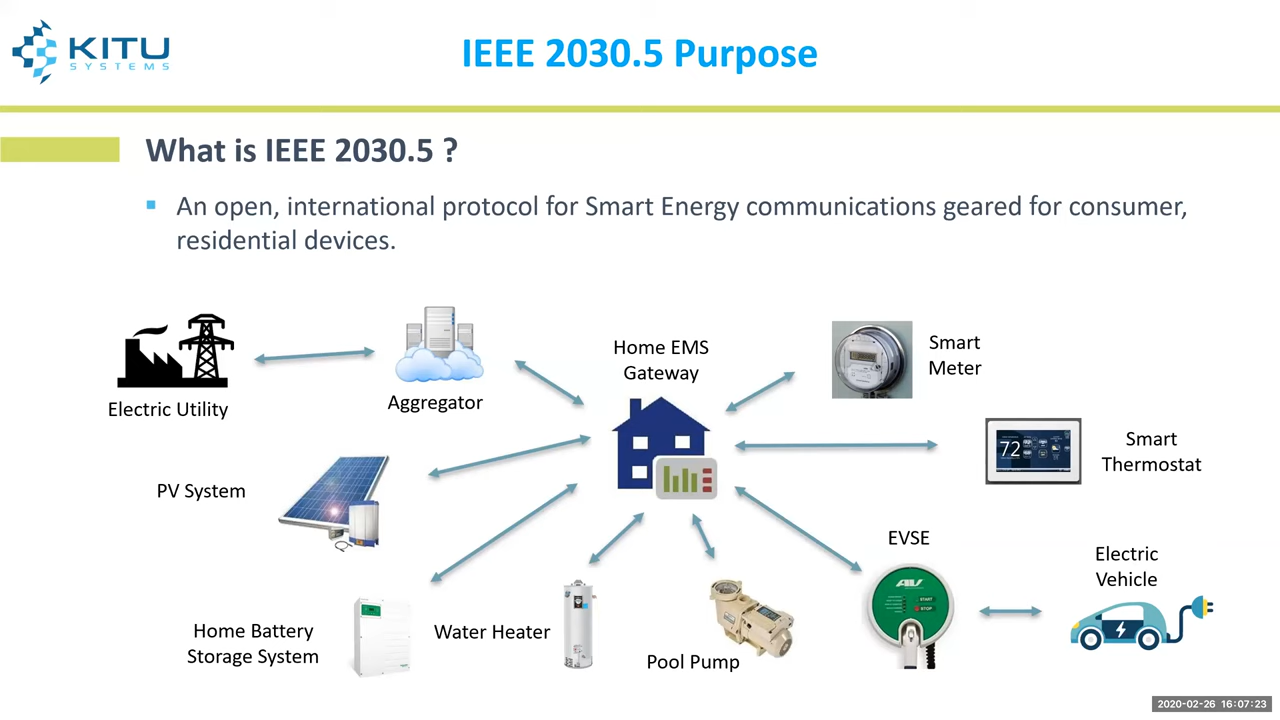 KITU
SYSTEMS
IEEE 2030.5 Purpose
What is IEEE 2030.5 ?
An open, international protocol for Smart Energy communications geared for consumer,
residential devices.
Electric Utility
Aggregator
Home EMS
Gateway
Smart
Meter
72
Smart
Thermostat
PV System
EVSE
AV
START
STOP
Electric
Vehicle
Home Battery
Storage System
Water Heater
Pool Pump
2020-02-26 16:07:23